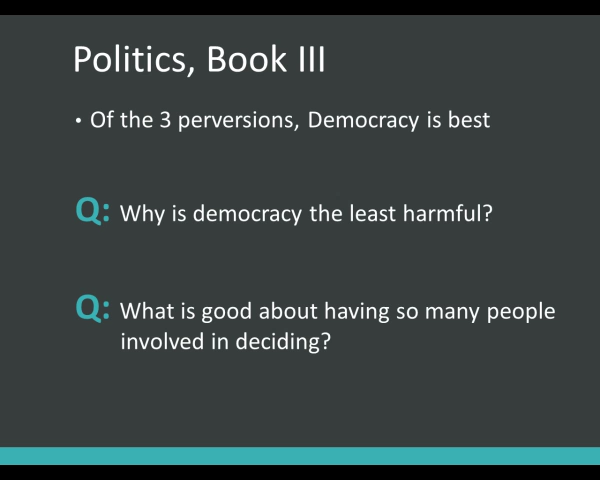 Politics, Book III
• Of the 3 perversions, Democracy is best
Q: Why is democracy the least harmful?
Q: What is good about having so many people
involved in deciding?